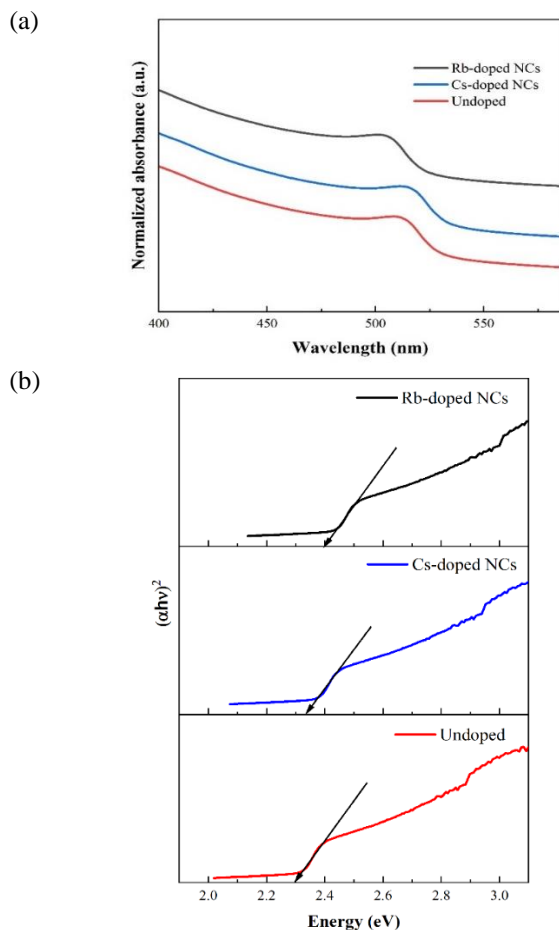 (a)
Normalized absorbance (a.u.)
Rb-doped NCs
Cs-doped NCs
Undoped
400
450
500
550
Wavelength (nm)
(b)
(αhν)²
Rb-doped NCs
Cs-doped NCs
Undoped
2.0
2.2
2.4
2.6
2.8
3.0
Energy (eV)